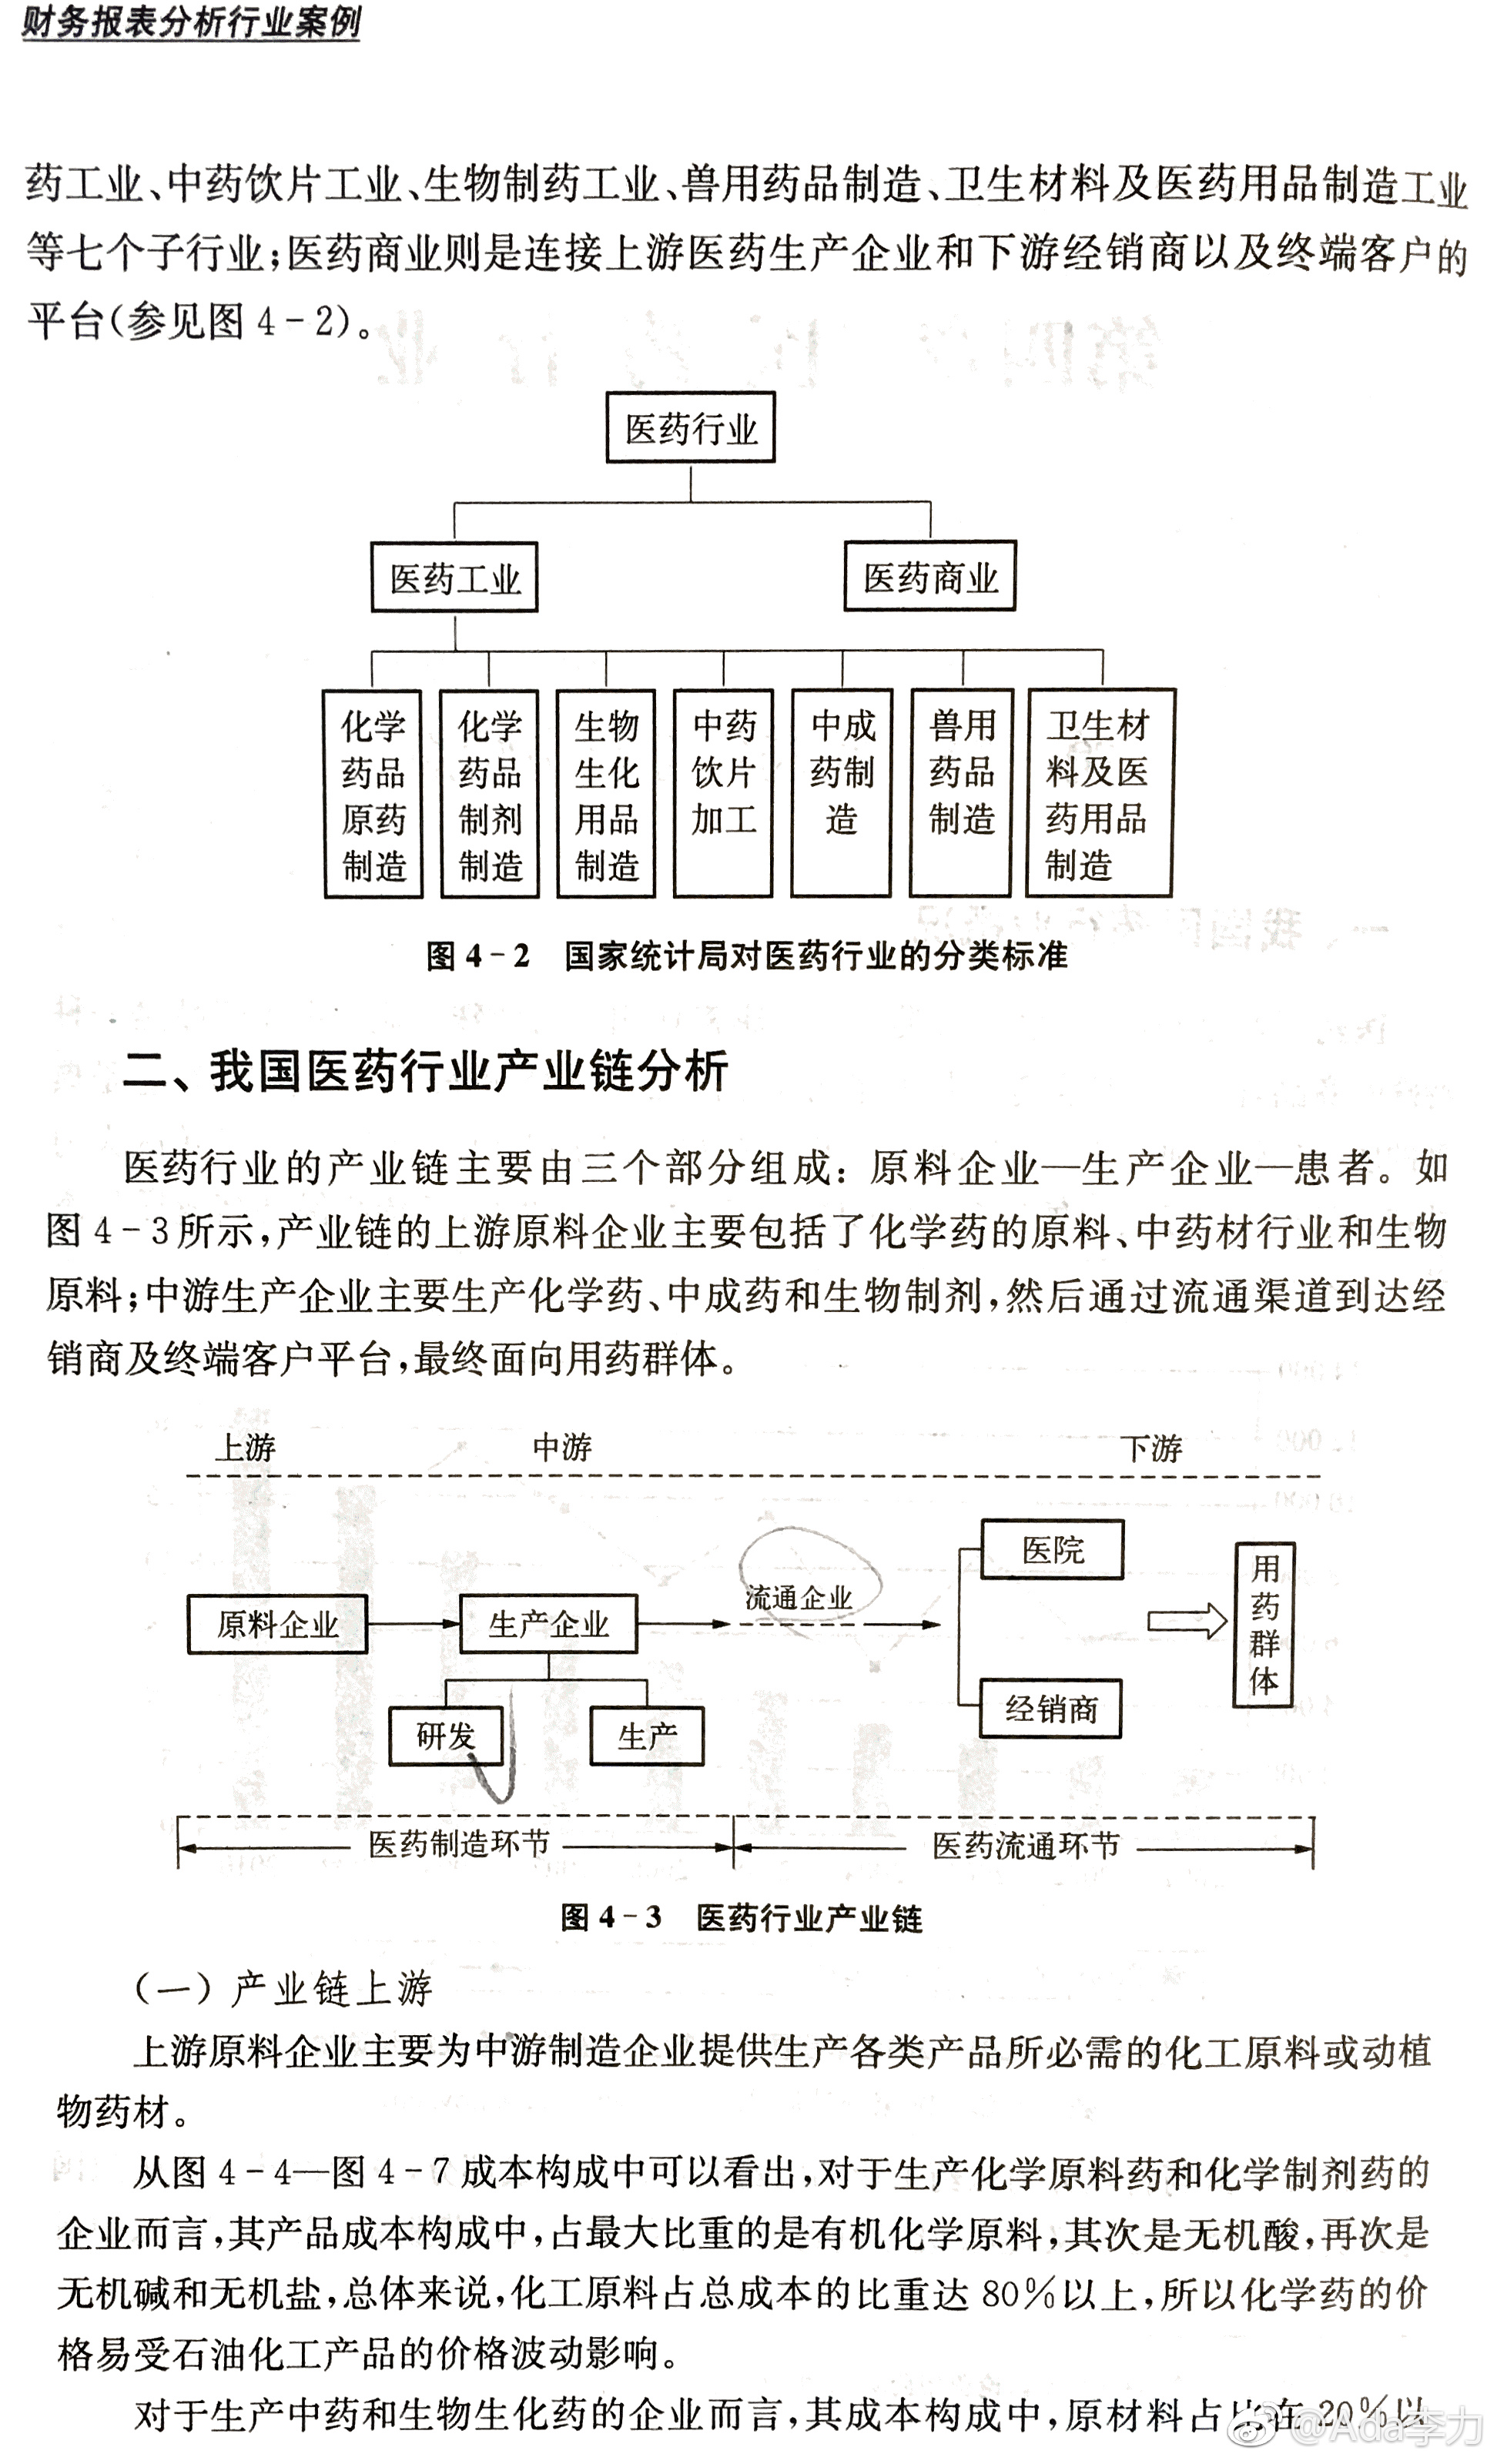 财务报表分析行业案例
药工业、中药饮片工业、生物制药工业、兽用药品制造、卫生材料及医药用品制造工业
等七个子行业;医药商业则是连接上游医药生产企业和下游经销商以及终端客户的
平台(参见图4-2)。
医药行业
医药工业
医药商业
化学
药品
原药
制造
化学
药品
制剂
制造
生物
生化
用品
制造
中药
饮片
加工
中成
药制
造
兽用
药品
制造
卫生材
料及医
药用品
制造
图4-2 国家统计局对医药行业的分类标准
二、我国医药行业产业链分析
医药行业的产业链主要由三个部分组成:原料企业—生产企业—患者。如
图4-3所示,产业链的上游原料企业主要包括了化学药的原料、中药材行业和生物
原料;中游生产企业主要生产化学药、中成药和生物制剂,然后通过流通渠道到达经
销商及终端客户平台,最终面向用药群体。
上游
中游
下游
原料企业
生产企业
流通企业
医院
经销商
用药群体
研发
生产
医药制造环节
医药流通环节
图4-3 医药行业产业链
(一)产业链上游
上游原料企业主要为中游制造企业提供生产各类产品所必需的化工原料或动植
物药材。
从图4-4—图4-7成本构成中可以看出,对于生产化学原料药和化学制剂药的
企业而言,其产品成本构成中,占最大比重的是有机化学原料,其次是无机酸,再次是
无机碱和无机盐,总体来说,化工原料占总成本的比重达80%以上,所以化学药的价
格易受石油化工产品的价格波动影响。
对于生产中药和生物生化药的企业而言,其成本构成中,原材料占比在20%以
@Ada李力